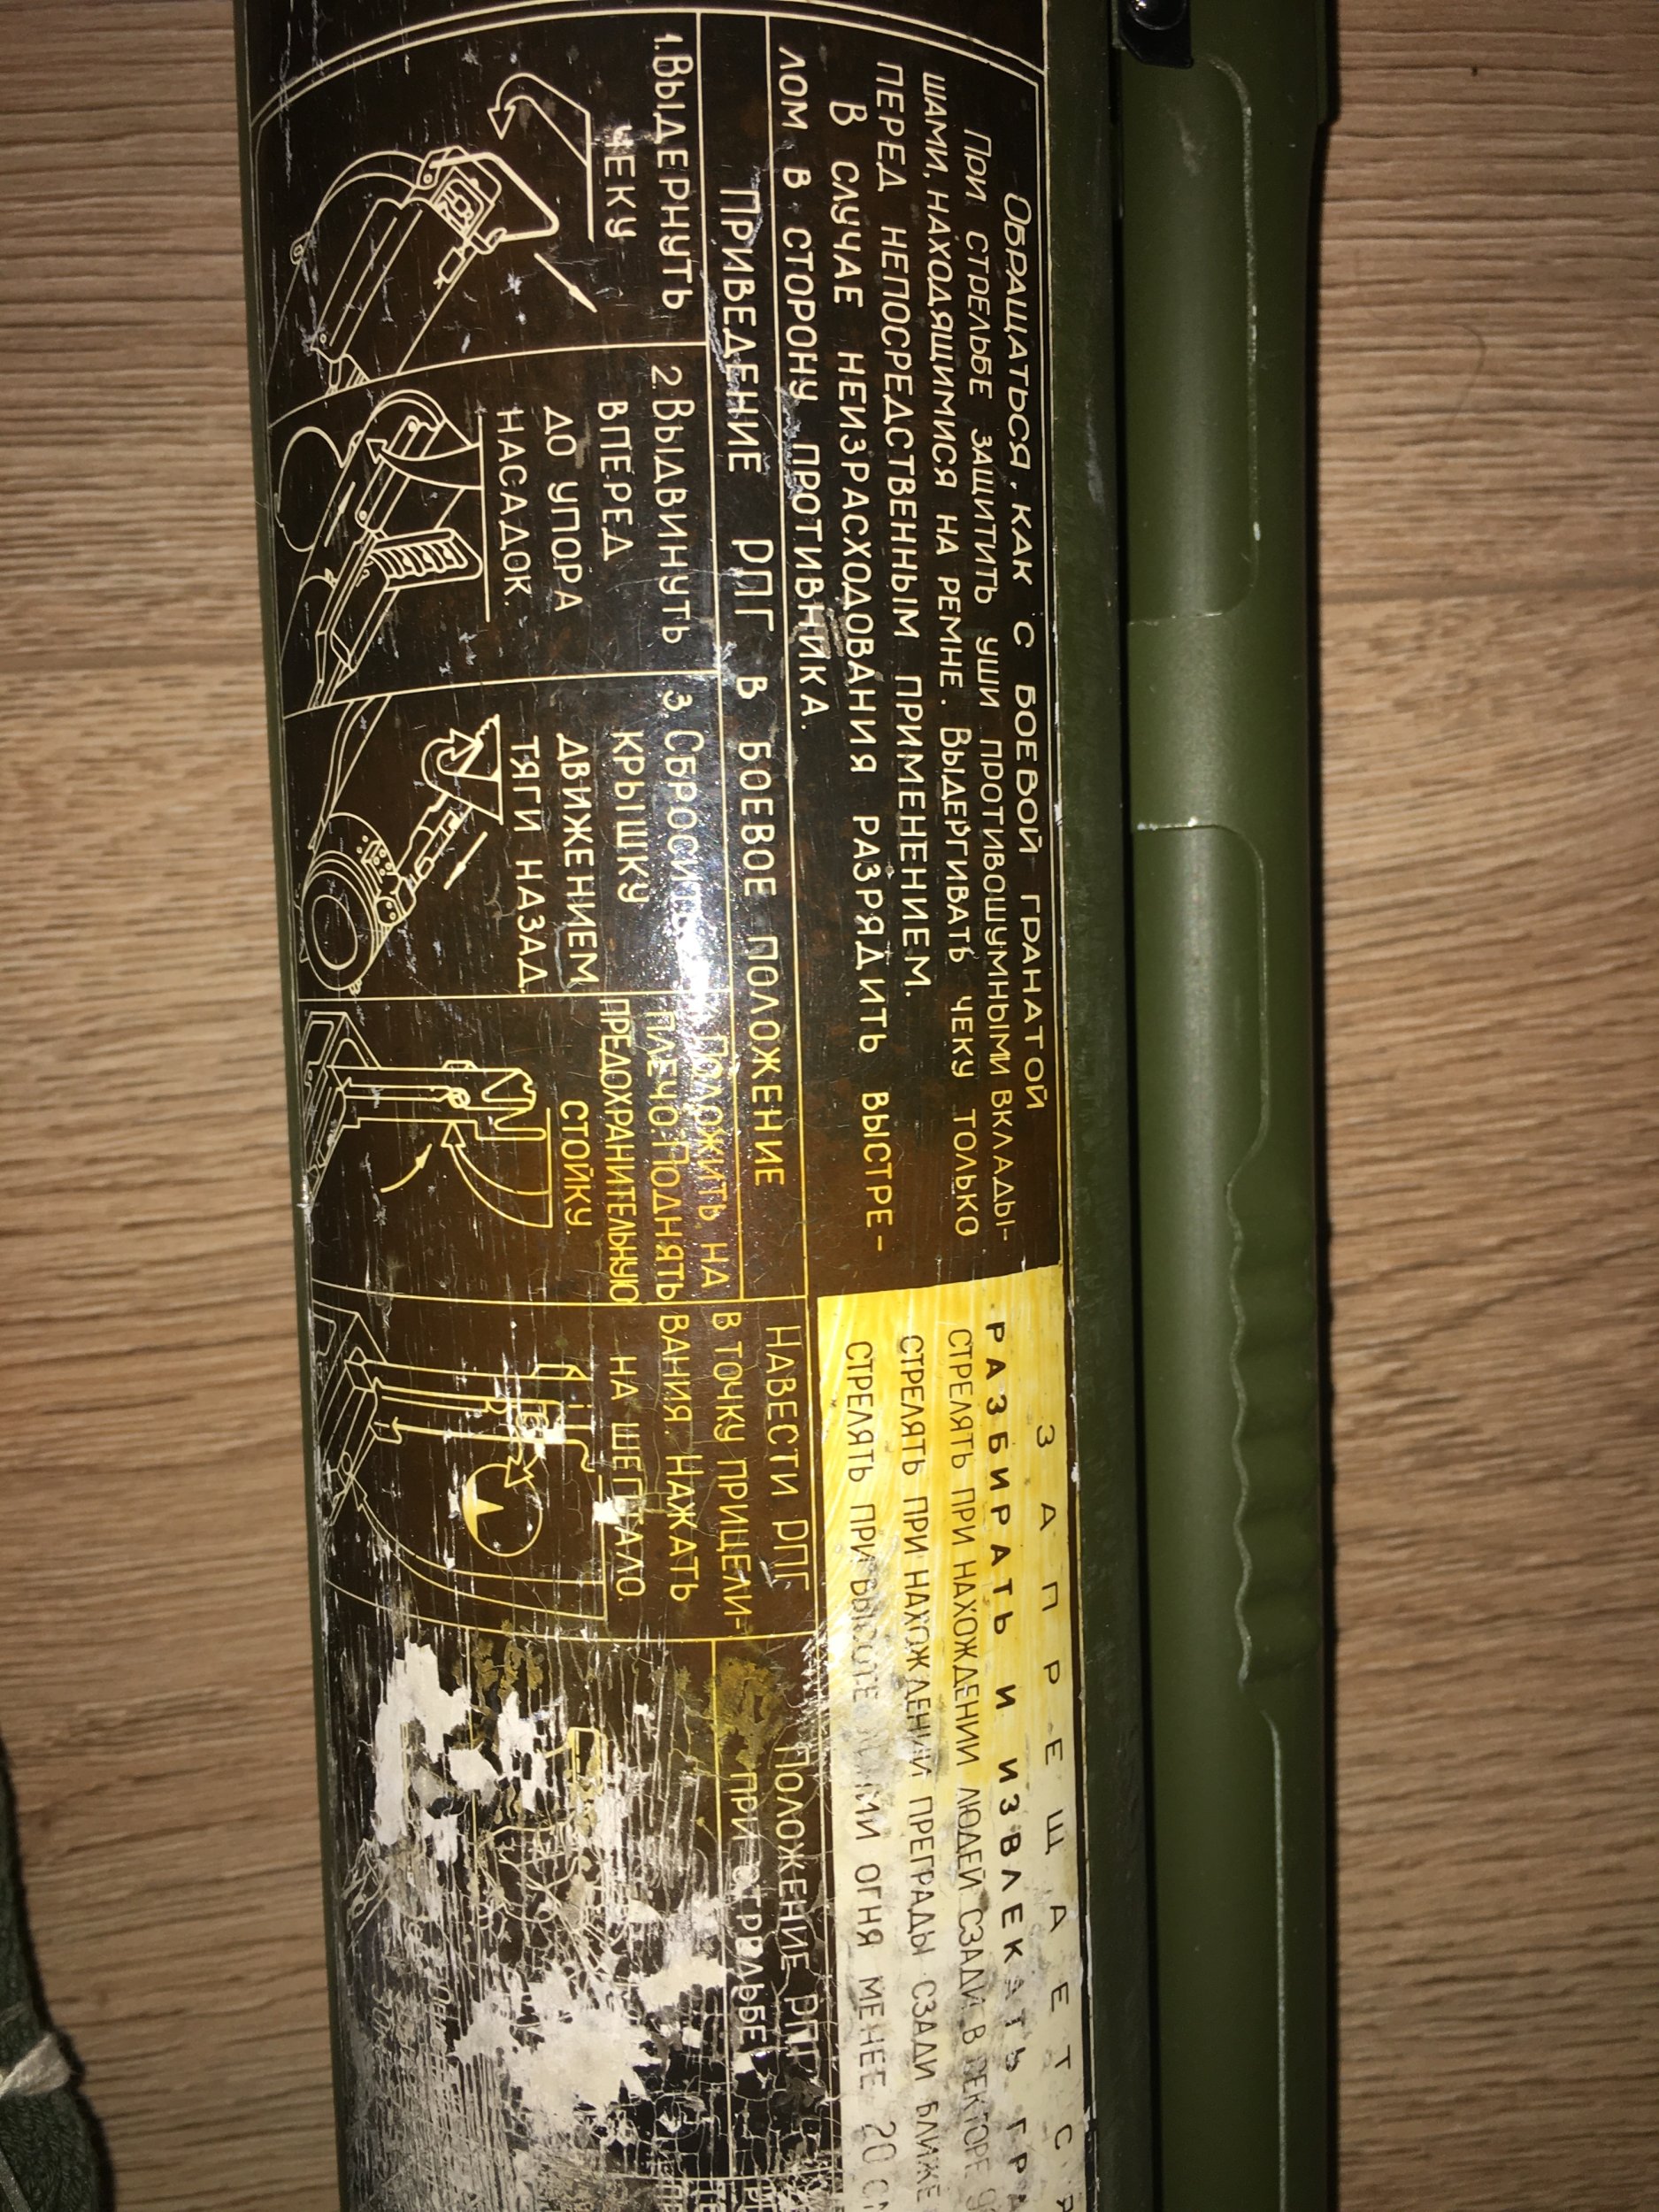 ОБРАЩАТЬСЯ, КАК С БОЕВОЙ ГРАНАТОЙ
ПРИ СТРЕЛЬБЕ ЗАЩИТИТЬ УШИ ПРОТИВОШУМНЫМИ ВКЛАДЫ-
ШАМИ, НАХОДЯЩИМИСЯ НА РЕМНЕ. ВЫДЕРГИВАТЬ ЧЕКУ ТОЛЬКО
ПЕРЕД НЕПОСРЕДСТВЕННЫМ ПРИМЕНЕНИЕМ.
В СЛУЧАЕ НЕИЗРАСХОДОВАНИЯ РАЗРЯДИТЬ ВЫСТРЕ-
ЛОМ В СТОРОНУ ПРОТИВНИКА.
ЗАПРЕЩАЕТСЯ
РАЗБИРАТЬ И ИЗВЛЕКАТЬ
СТРЕЛЯТЬ ПРИ НАХОЖДЕНИИ ЛЮДЕЙ СЗАДИ В СЕКТОРЕ
СТРЕЛЯТЬ ПРИ НАХОЖДЕНИИ ПРЕГРАДЫ СЗАДИ БЛИЖЕ
СТРЕЛЯТЬ ПРИ ВЫСОТЕ ОГНЯ МЕНЕЕ 20
ПРИВЕДЕНИЕ РПГ В БОЕВОЕ ПОЛОЖЕНИЕ
1. ВЫДЕРНУТЬ
ЧЕКУ
2. ВЫДВИНУТЬ
ВПЕРЕД
ДО УПОРА
НАСАДОК.
3. СБРОСИТЬ
КРЫШКУ
ДВИЖЕНИЕМ
ТЯГИ НАЗАД.
ПОЛОЖИТЬ НА
ПЛЕЧО. ПОДНЯТЬ
ПРЕДОХРАНИТЕЛЬНУЮ
СТОЙКУ.
НАВЕСТИ РПГ
В ТОЧКУ ПРИЦЕЛИ-
ВАНИЯ. НАЖАТЬ
НА ШЕПТАЛО.
ПОЛОЖЕНИЕ РПГ
ПРИ СТРЕЛЬБЕ